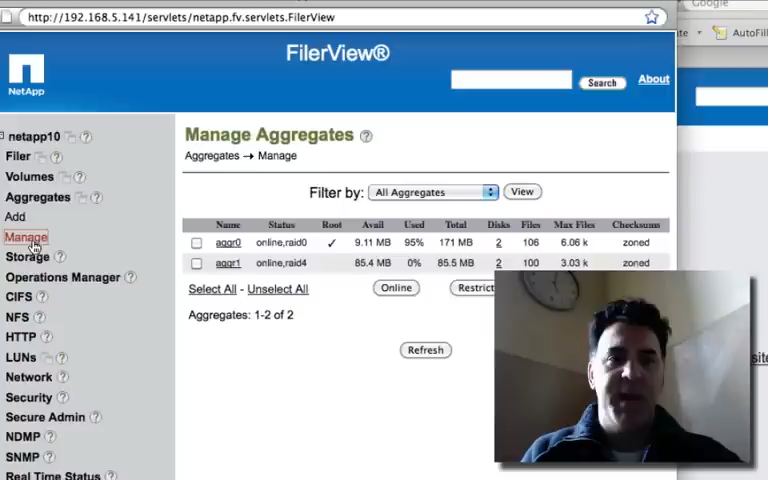 Google
http://192.168.5.141/servlets/netapp.fv.servlets.FilerView
AutoFill
FilerView®
NetApp
Search
About
netapp10
Filer
Volumes
Aggregates
Add
Manage
Storage
Operations Manager
CIFS
NFS
HTTP
LUNs
Network
Security
Secure Admin
NDMP
SNMP
Real Time Status
Manage Aggregates
Aggregates → Manage
Filter by: All Aggregates View
Name Status Root Avail Used Total Disks Files Max Files Checksums
aggr0 online,raid0 ✓ 9.11 MB 95% 171 MB 2 106 6.06 k zoned
aggr1 online,raid4 85.4 MB 0% 85.5 MB 2 100 3.03 k zoned
Select All - Unselect All Online Restrict
Aggregates: 1-2 of 2
Refresh